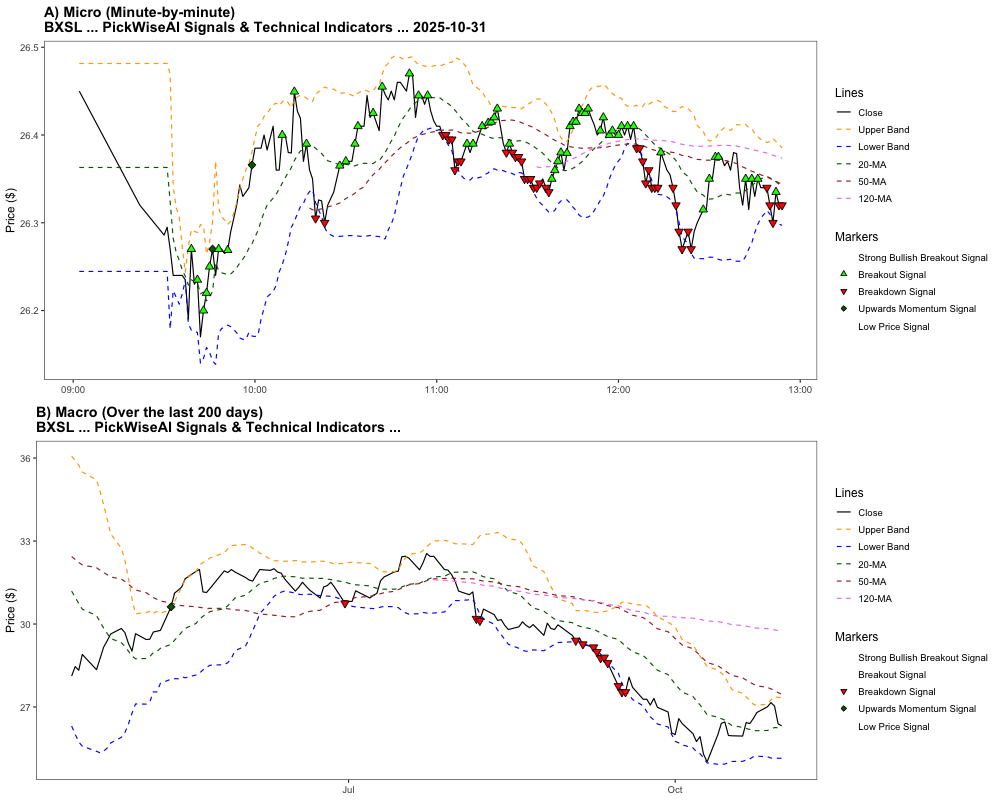 A) Micro (Minute-by-minute)
BXSL ... PickWiseAI Signals & Technical Indicators ... 2025-10-31
Price ($)
26.5
26.4
26.3
26.2
09:00
10:00
11:00
12:00
13:00
Lines
Close
Upper Band
Lower Band
20-MA
50-MA
120-MA
Markers
Strong Bullish Breakout Signal
Breakout Signal
Breakdown Signal
Upwards Momentum Signal
Low Price Signal
B) Macro (Over the last 200 days)
BXSL ... PickWiseAI Signals & Technical Indicators ...
Price ($)
36
33
30
27
Jul
Oct
Lines
Close
Upper Band
Lower Band
20-MA
50-MA
120-MA
Markers
Strong Bullish Breakout Signal
Breakout Signal
Breakdown Signal
Upwards Momentum Signal
Low Price Signal